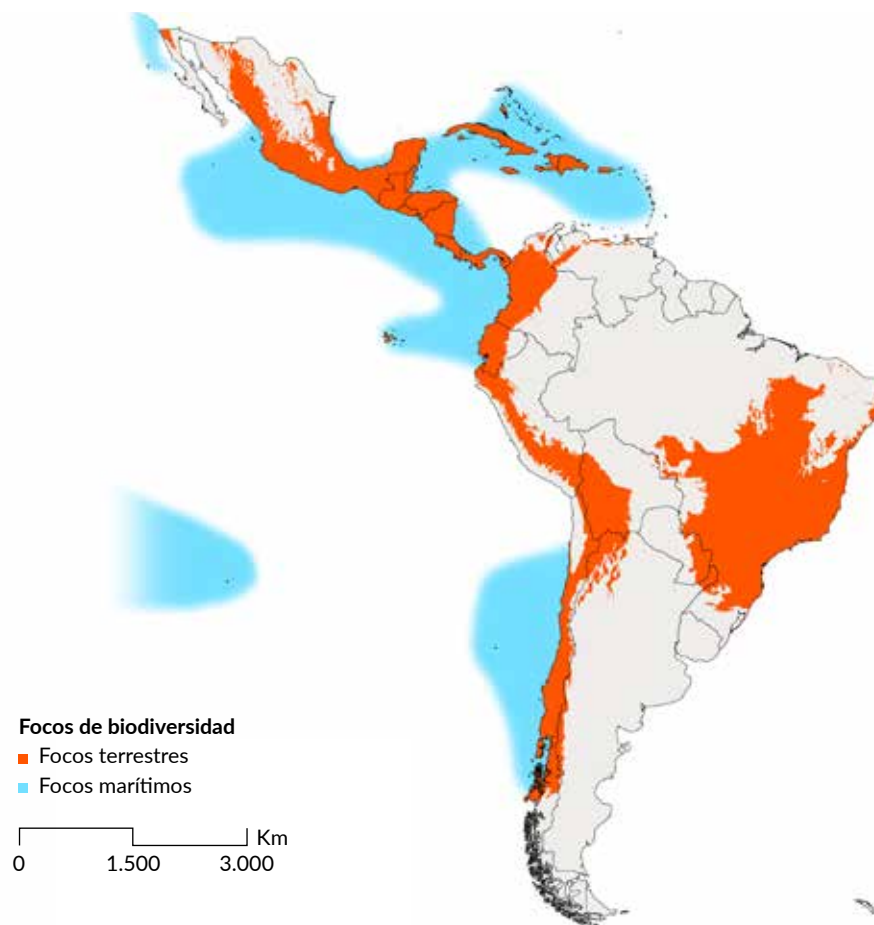 Focos de biodiversidad
Focos terrestres
Focos marítimos
Km
0 1.500 3.000